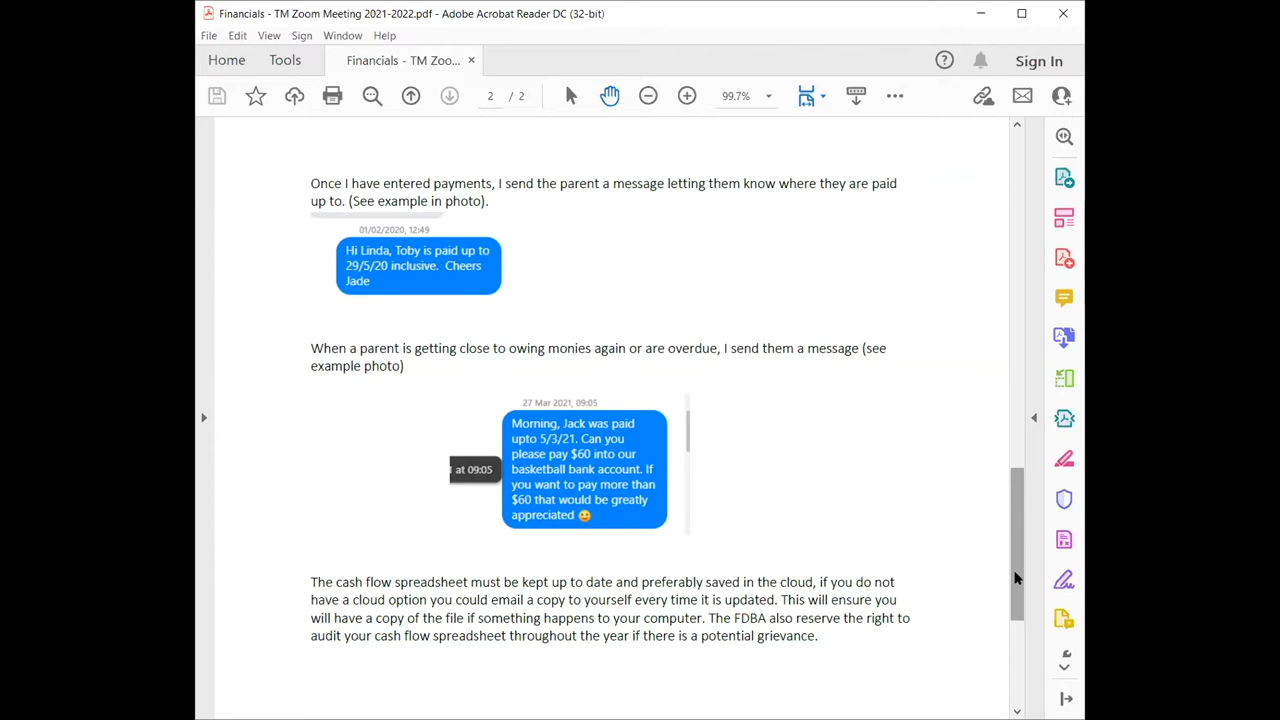 Financials - TM Zoom Meeting 2021-2022.pdf - Adobe Acrobat Reader DC (32-bit)
File Edit View Sign Window Help
Home Tools Financials - TM Zoo... × Sign In
2 / 2 99.7%
Once I have entered payments, I send the parent a message letting them know where they are paid
up to. (See example in photo).
01/02/2020, 12:49
Hi Linda, Toby is paid up to
29/5/20 inclusive. Cheers
Jade
When a parent is getting close to owing monies again or are overdue, I send them a message (see
example photo)
27 Mar 2021, 09:05
Morning, Jack was paid
upto 5/3/21. Can you
please pay $60 into our
basketball bank account. If
at 09:05
you want to pay more than
$60 that would be greatly
appreciated 😆
The cash flow spreadsheet must be kept up to date and preferably saved in the cloud, if you do not
have a cloud option you could email a copy to yourself every time it is updated. This will ensure you
will have a copy of the file if something happens to your computer. The FDBA also reserve the right to
audit your cash flow spreadsheet throughout the year if there is a potential grievance.